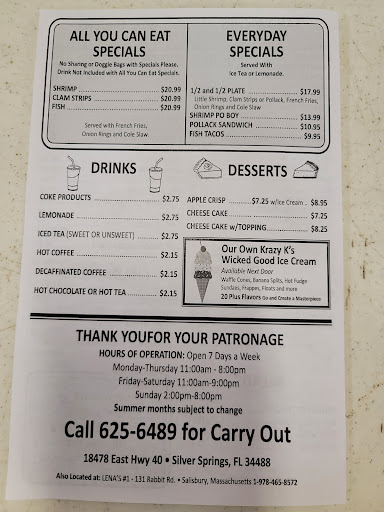 ALL YOU CAN EAT
SPECIALS
No Sharing or Doggie Bags with Specials Please.
Drink Not Included with All You Can Eat Specials.
SHRIMP ........ $20.99
CLAM STRIPS ........ $20.99
FISH ........ $20.99
Served with French Fries,
Onion Rings and Cole Slaw
EVERYDAY
SPECIALS
Served With
Ice Tea or Lemonade.
1/2 and 1/2 PLATE ........ $17.99
Little Shrimp, Clam Strips or Pollack, French Fries,
Onion Rings and Cole Slaw
SHRIMP PO BOY ........ $13.99
POLLACK SANDWICH ........ $10.95
FISH TACOS ........ $9.95
DRINKS
COKE PRODUCTS ........ $2.75
LEMONADE ........ $2.75
ICED TEA (SWEET OR UNSWEET) ........ $2.75
HOT COFFEE ........ $2.15
DECAFFINATED COFFEE ........ $2.15
HOT CHOCOLATE OR HOT TEA ........ $2.15
DESSERTS
APPLE CRISP ........ $7.25 w/Ice Cream . $8.95
CHEESE CAKE ........ $7.25
CHEESE CAKE w/TOPPING ........ $8.25
Our Own Krazy K's
Wicked Good Ice Cream
Available Next Door
Waffle Cones, Banana Splits, Hot Fudge
Sundaes, Frappes, Floats and more
20 Plus Flavors Go and Create a Masterpiece
THANK YOUFOR YOUR PATRONAGE
HOURS OF OPERATION: Open 7 Days a Week
Monday-Thursday 11:00am - 8:00pm
Friday-Saturday 11:00am-9:00pm
Sunday 2:00pm-8:00pm
Summer months subject to change
Call 625-6489 for Carry Out
18478 East Hwy 40 • Silver Springs, FL 34488
Also Located at: LENA'S #1 - 131 Rabbit Rd. • Salisbury, Massachusetts 1-978-465-8572